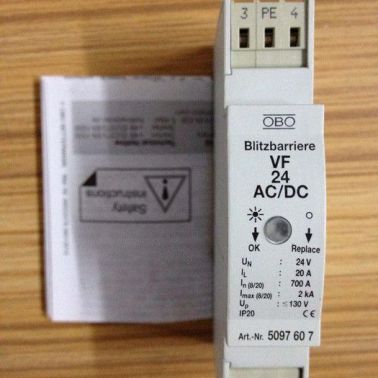 3 PE 4
OBO
Blitzbarriere
VF
24
AC/DC
OK Replace
UN : 24 V
IL : 20 A
In (8/20) : 700 A
Imax (8/20) : 2 kA
Up : ≤ 130 V
IP20 CE
Art.-Nr. 5097 60 7
Safety
instructions